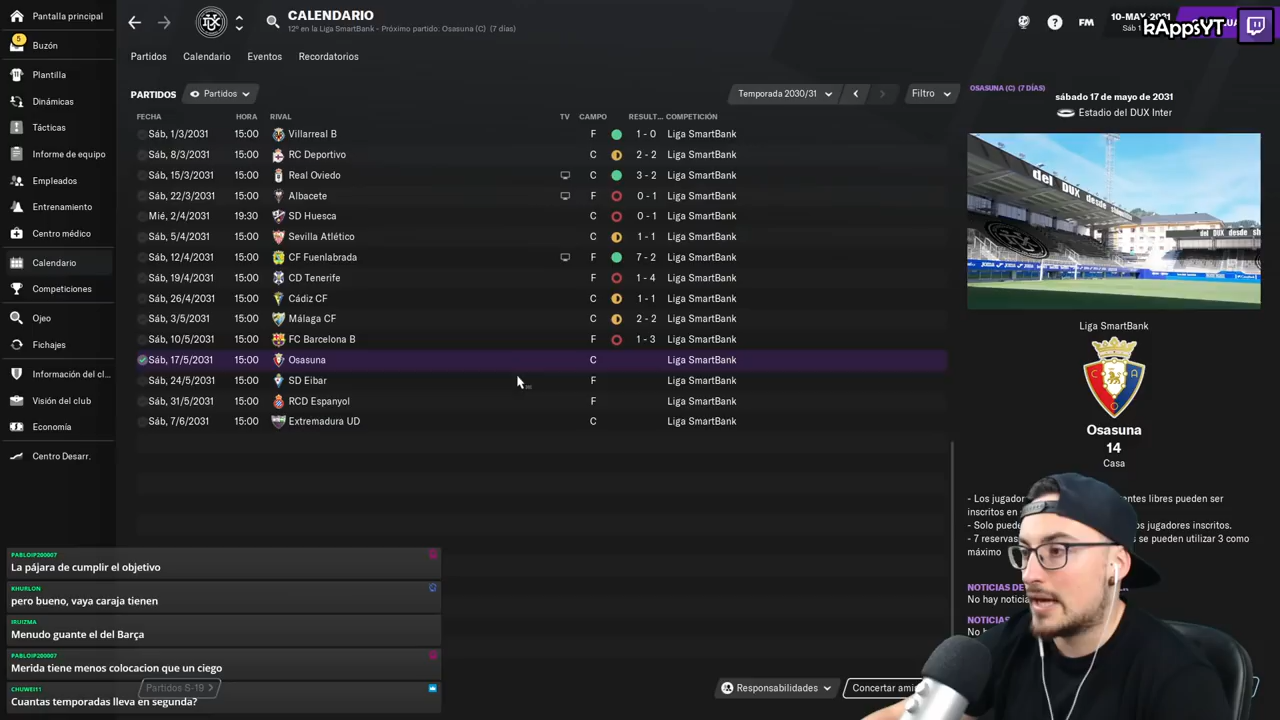 Pantalla principal
CALENDARIO
12º en la Liga SmartBank - Próximo partido: Osasuna (C) (7 días)
FM
10-MAY. 2031
Sáb
rAppsYT
5
Buzón
Partidos
Calendario
Eventos
Recordatorios
Plantilla
Dinámicas
Tácticas
Informe de equipo
Empleados
Entrenamiento
Centro médico
Calendario
Competiciones
Ojeo
Fichajes
Información del cl...
Visión del club
Economía
Centro Desarr.
PARTIDOS
Partidos
Temporada 2030/31
Filtro
FECHA HORA RIVAL TV CAMPO RESULT... COMPETICIÓN
Sáb, 1/3/2031 15:00 Villarreal B F 1 - 0 Liga SmartBank
Sáb, 8/3/2031 15:00 RC Deportivo C 2 - 2 Liga SmartBank
Sáb, 15/3/2031 15:00 Real Oviedo C 3 - 2 Liga SmartBank
Sáb, 22/3/2031 15:00 Albacete F 0 - 1 Liga SmartBank
Mié, 2/4/2031 19:30 SD Huesca C 0 - 1 Liga SmartBank
Sáb, 5/4/2031 15:00 Sevilla Atlético C 1 - 1 Liga SmartBank
Sáb, 12/4/2031 15:00 CF Fuenlabrada F 7 - 2 Liga SmartBank
Sáb, 19/4/2031 15:00 CD Tenerife F 1 - 4 Liga SmartBank
Sáb, 26/4/2031 15:00 Cádiz CF C 1 - 1 Liga SmartBank
Sáb, 3/5/2031 15:00 Málaga CF C 2 - 2 Liga SmartBank
Sáb, 10/5/2031 15:00 FC Barcelona B F 1 - 3 Liga SmartBank
Sáb, 17/5/2031 15:00 Osasuna C Liga SmartBank
Sáb, 24/5/2031 15:00 SD Eibar F Liga SmartBank
Sáb, 31/5/2031 15:00 RCD Espanyol F Liga SmartBank
Sáb, 7/6/2031 15:00 Extremadura UD C Liga SmartBank
OSASUNA (C) (7 DÍAS)
sábado 17 de mayo de 2031
Estadio del DUX Inter
del DUX desde
del DUX desde
Liga SmartBank
Osasuna
14
Casa
- Los jugador entes libres pueden ser
inscritos en
- Solo puede os jugadores inscritos.
- 7 reservas se pueden utilizar 3 como
máximo
NOTICIAS DE
No hay noticia
NOTICIAS
No
PABLOIP200007
La pájara de cumplir el objetivo
KHURLON
pero bueno, vaya caraja tienen
IRUIZMA
Menudo guante el del Barça
PABLOIP200007
Merida tiene menos colocacion que un ciego
Partidos S-19
CHUWEI11
Cuantas temporadas lleva en segunda?
Responsabilidades
Concertar ami